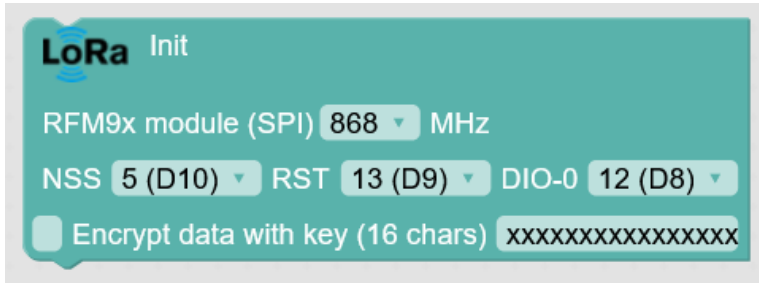 LoRa Init
RFM9x module (SPI) 868 MHz
NSS 5 (D10) RST 13 (D9) DIO-0 12 (D8)
Encrypt data with key (16 chars) xxxxxxxxxxxxxxxx